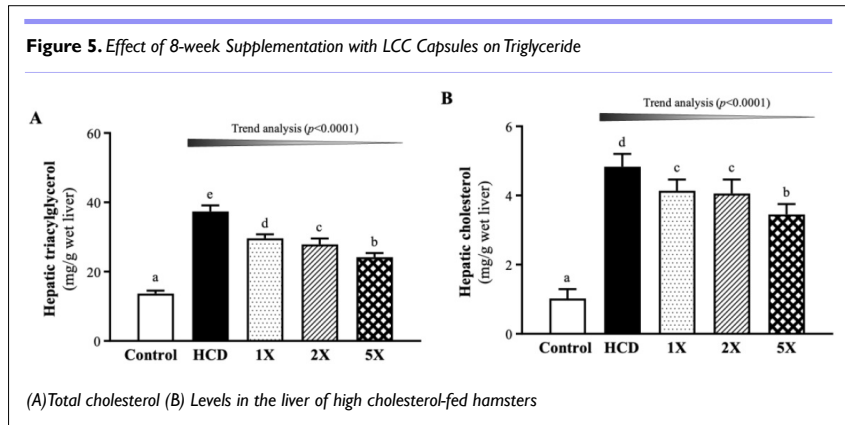 Figure 5. Effect of 8-week Supplementation with LCC Capsules on Triglyceride
A
Trend analysis (p<0.0001)
Hepatic triacylglycerol
(mg/g wet liver)
60
40
20
0
a
e
d
c
b
Control HCD 1X 2X 5X
B
Trend analysis (p<0.0001)
Hepatic cholesterol
(mg/g wet liver)
6
4
2
0
a
d
c
c
b
Control HCD 1X 2X 5X
(A)Total cholesterol (B) Levels in the liver of high cholesterol-fed hamsters